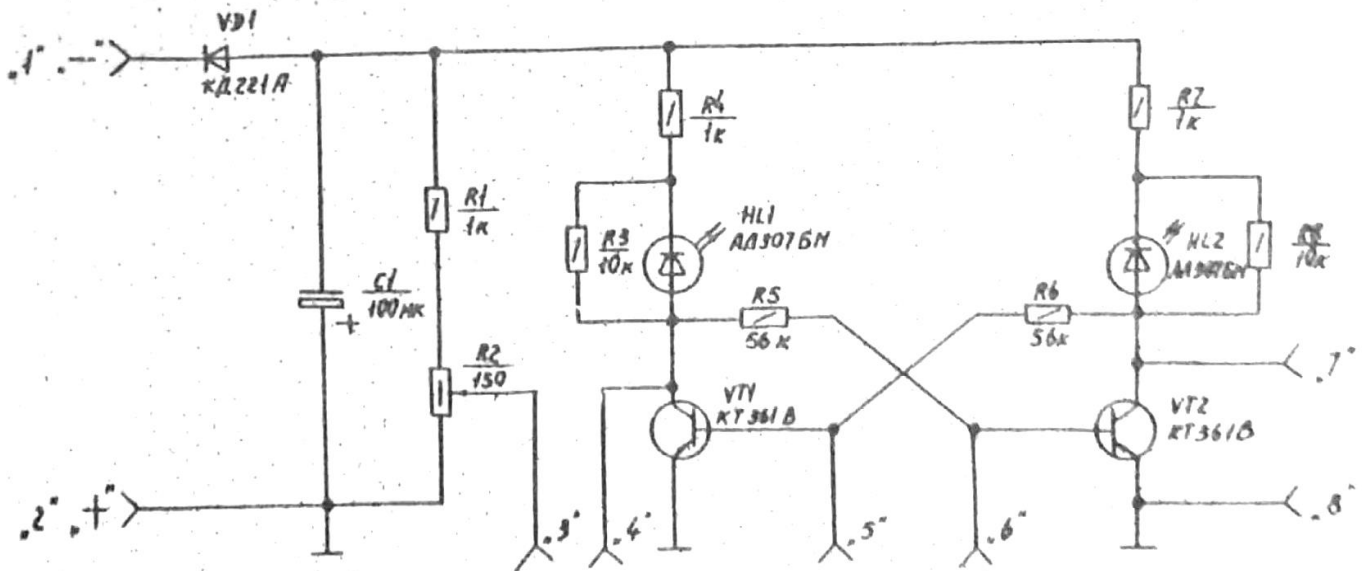 VD1
„1" „—"
КД221А
R4
1к
R7
1к
R1
1к
HL1
АЛ307БМ
R3
10к
HL2
АЛ307БМ
R8
10к
C1
100мк
+
R5
56к
R6
56к
R2
150
„7"
VT1
КТ361В
VT2
КТ361В
„2" „+"
„3"
„4"
„5"
„6"
„8"